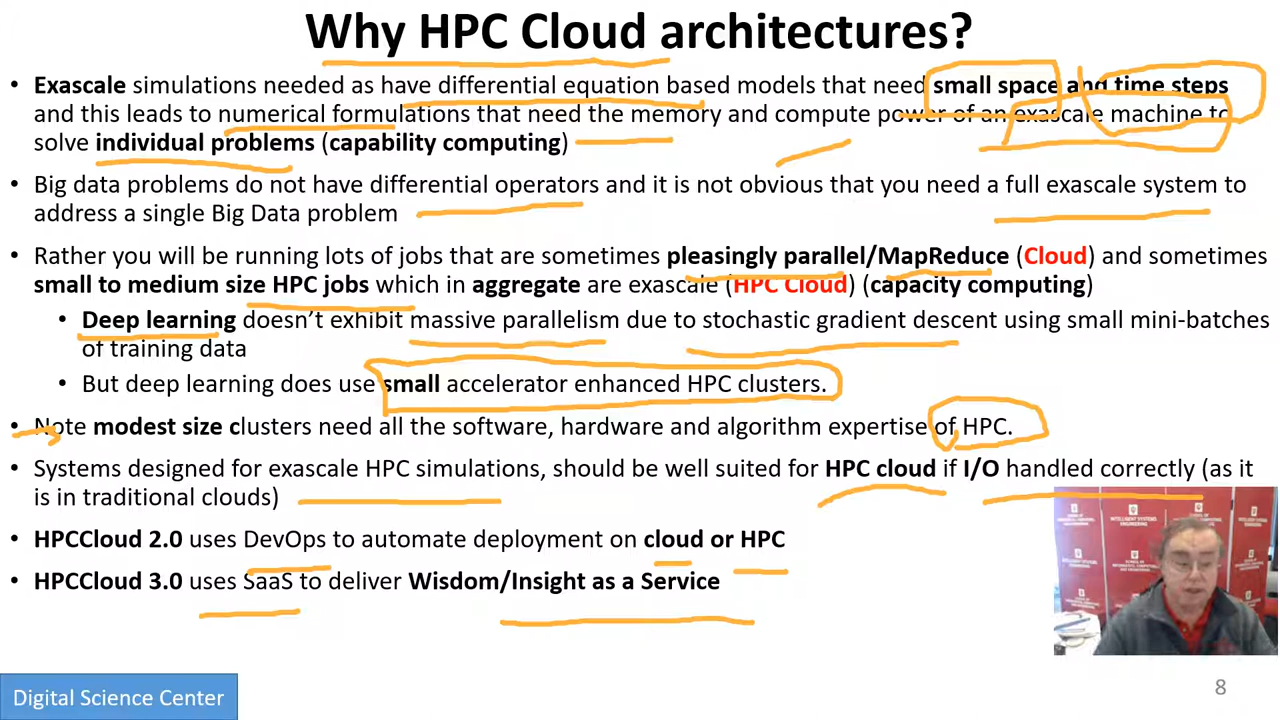 Why HPC Cloud architectures?
• Exascale simulations needed as have differential equation based models that need small space and time steps
and this leads to numerical formulations that need the memory and compute power of an exascale machine to
solve individual problems (capability computing)
• Big data problems do not have differential operators and it is not obvious that you need a full exascale system to
address a single Big Data problem
• Rather you will be running lots of jobs that are sometimes pleasingly parallel/MapReduce (Cloud) and sometimes
small to medium size HPC jobs which in aggregate are exascale (HPC Cloud) (capacity computing)
• Deep learning doesn't exhibit massive parallelism due to stochastic gradient descent using small mini-batches
of training data
• But deep learning does use small accelerator enhanced HPC clusters.
• Note modest size clusters need all the software, hardware and algorithm expertise of HPC.
• Systems designed for exascale HPC simulations, should be well suited for HPC cloud if I/O handled correctly (as it
is in traditional clouds)
• HPCCloud 2.0 uses DevOps to automate deployment on cloud or HPC
• HPCCloud 3.0 uses SaaS to deliver Wisdom/Insight as a Service
INTELLIGENT SYSTEMS
ENGINEERING
Digital Science Center
8